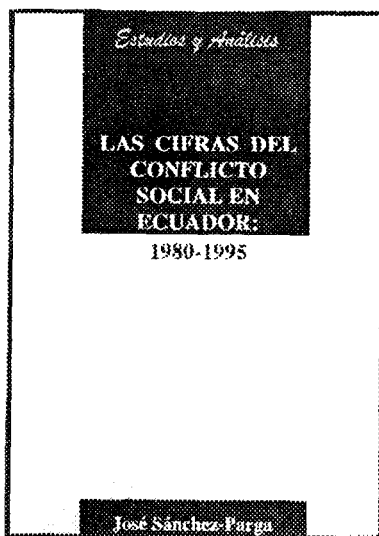 Estudios y Análisis
LAS CIFRAS DEL
CONFLICTO
SOCIAL EN
ECUADOR:
1980-1995
José Sánchez-Parga